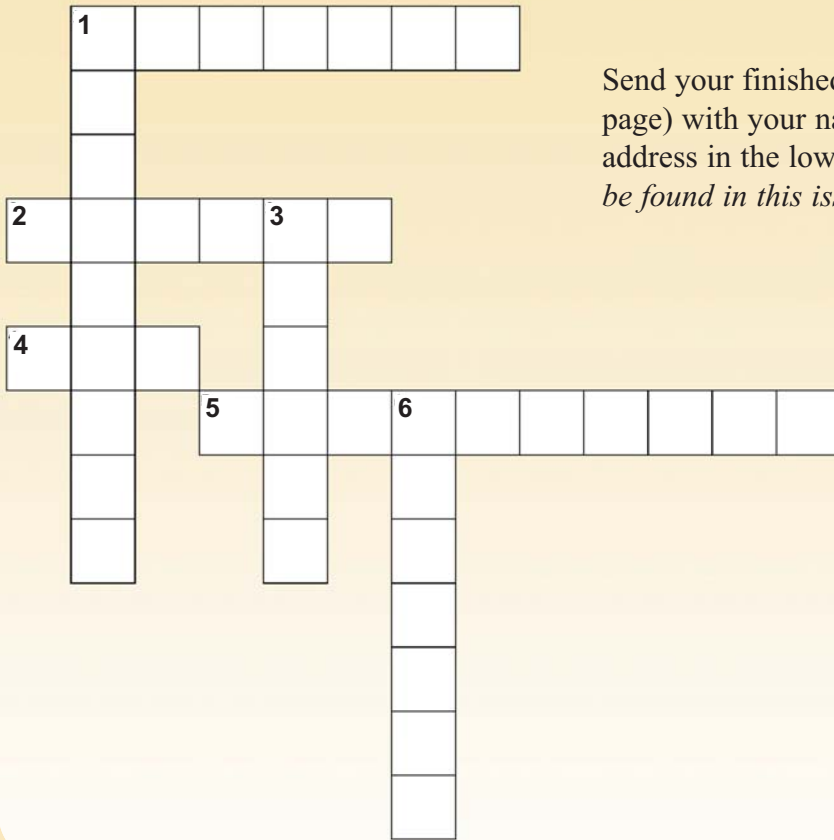 1
Send your finished
page) with your na
address in the low
be found in this iss
2 3
4
5 6